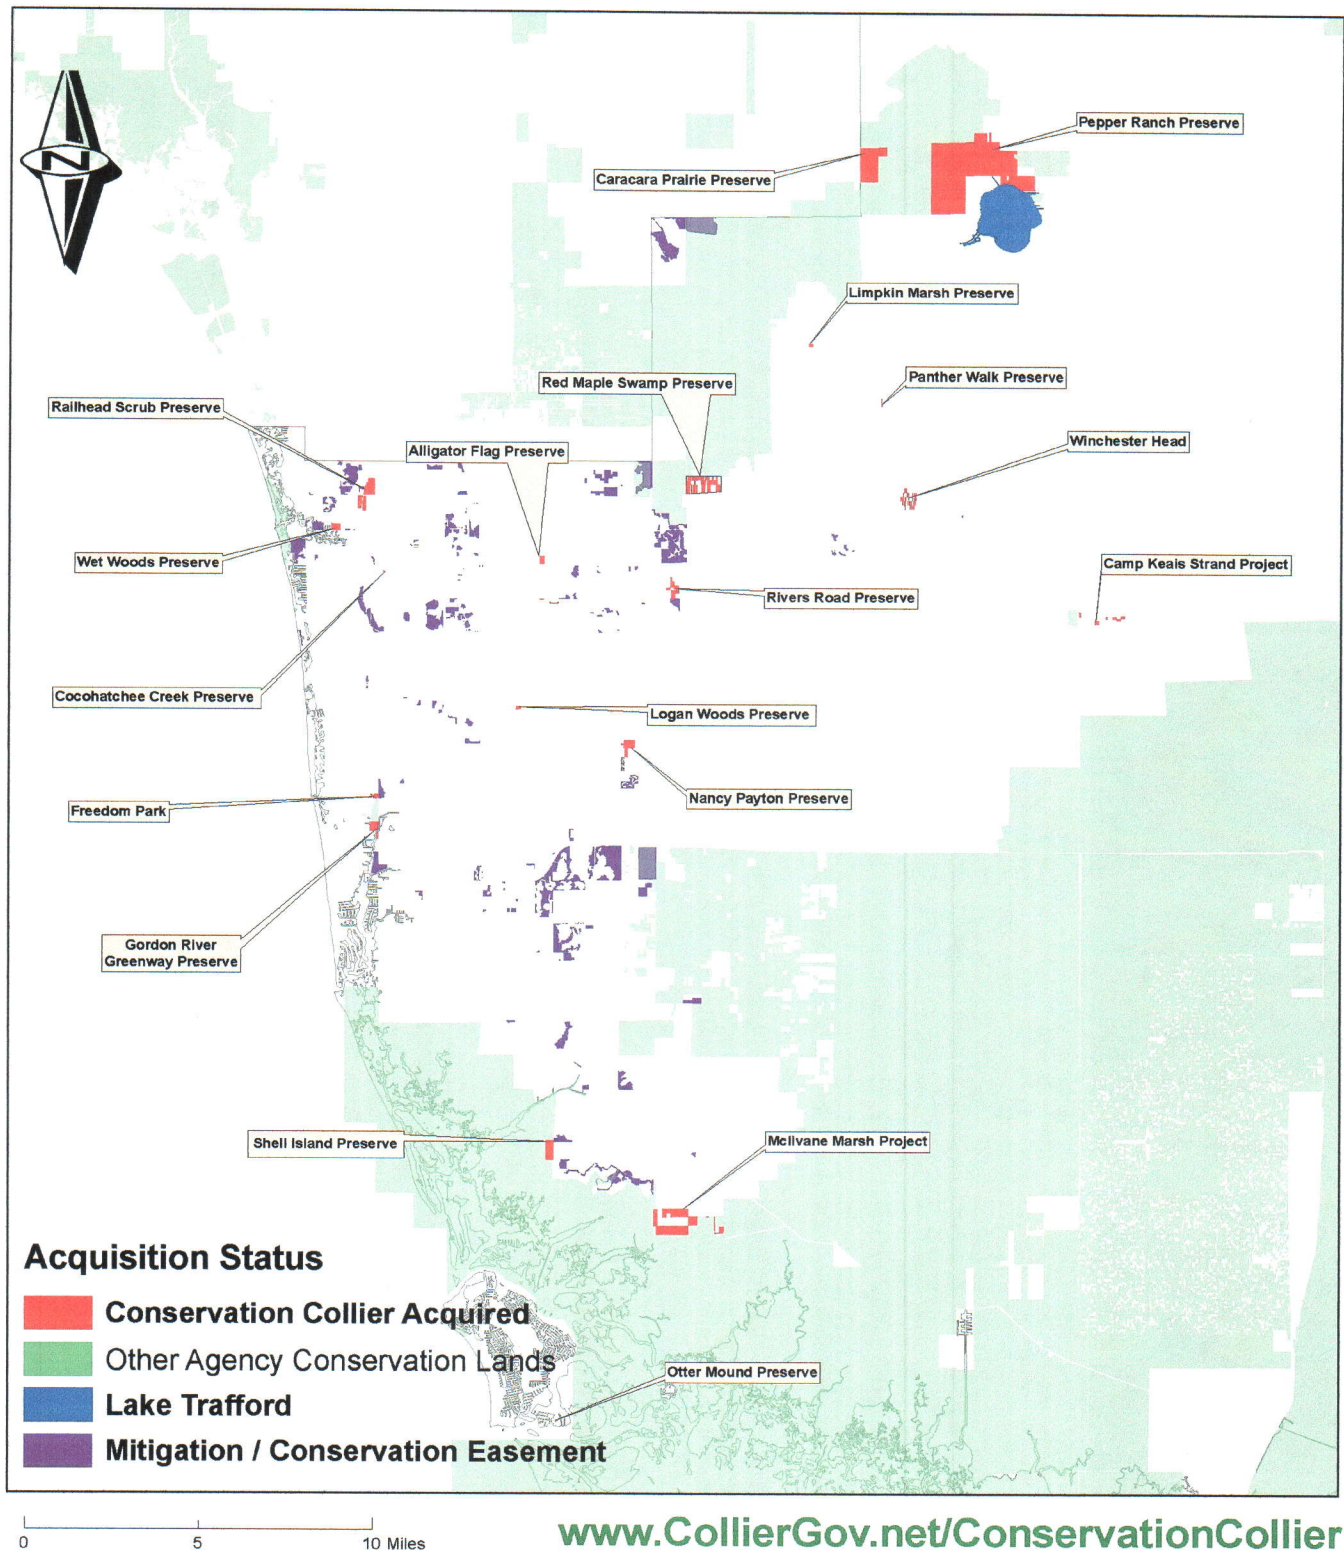 N
Pepper Ranch Preserve
Caracara Prairie Preserve
Limpkin Marsh Preserve
Panther Walk Preserve
Red Maple Swamp Preserve
Railhead Scrub Preserve
Alligator Flag Preserve
Winchester Head
Wet Woods Preserve
Camp Keais Strand Project
Rivers Road Preserve
Cocohatchee Creek Preserve
Logan Woods Preserve
Nancy Payton Preserve
Freedom Park
Gordon River
Greenway Preserve
Shell Island Preserve
McIlvane Marsh Project
Otter Mound Preserve
Acquisition Status
Conservation Collier Acquired
Other Agency Conservation Lands
Lake Trafford
Mitigation / Conservation Easement
0 5 10 Miles
www.CollierGov.net/ConservationCollier